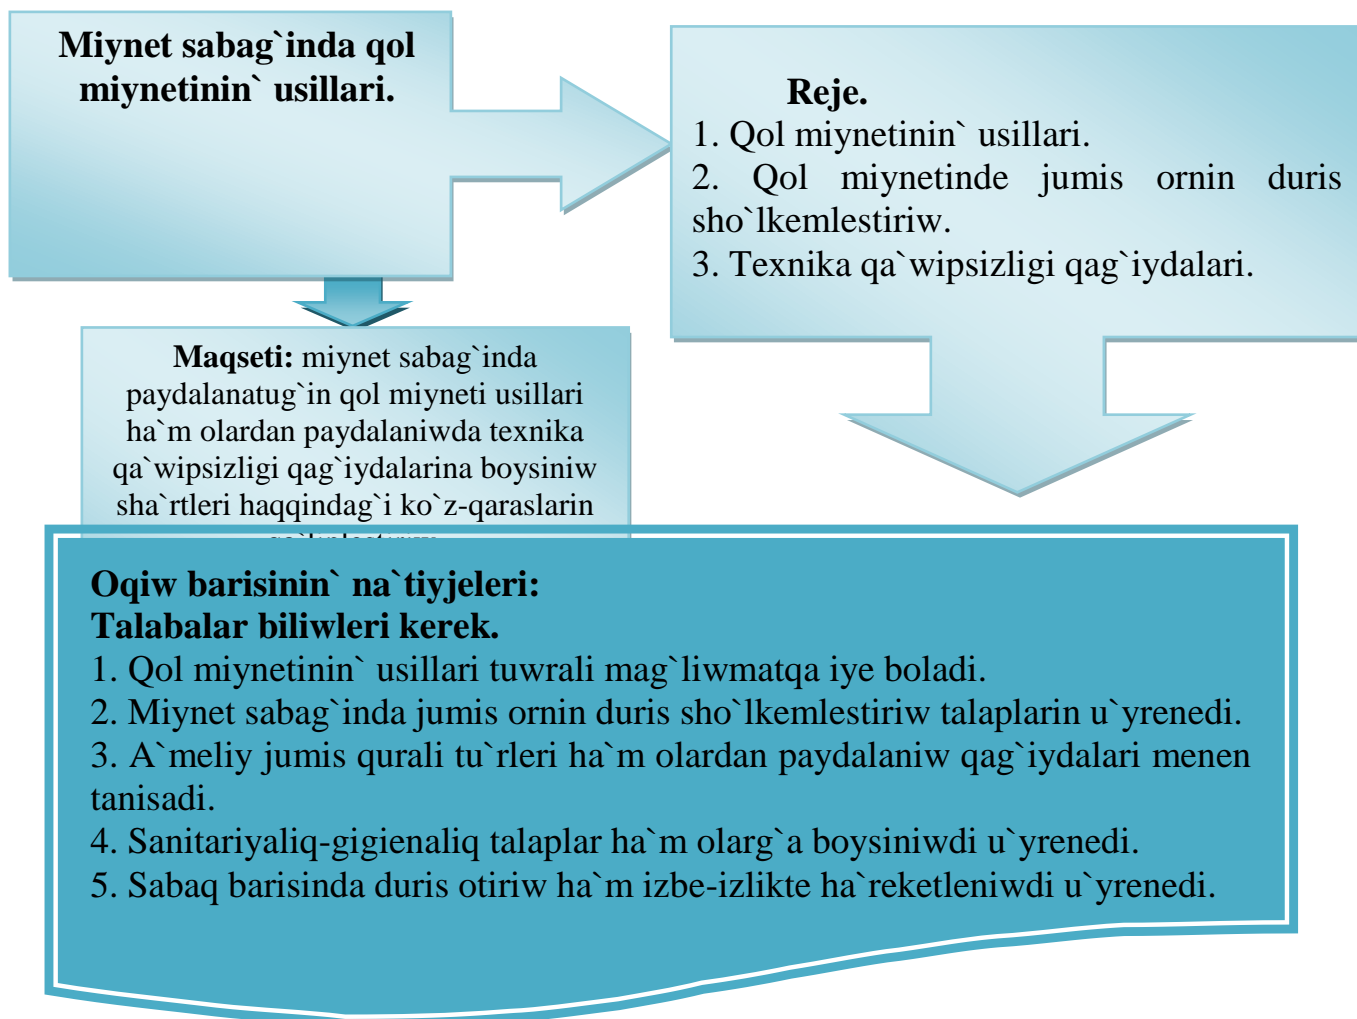 Miynet sabag`inda qol
miynetinin` usillari.
Reje.
1. Qol miynetinin` usillari.
2. Qol miynetinde jumis ornin duris
sho`lkemlestiriw.
3. Texnika qa`wipsizligi qag`iydalari.
Maqseti: miynet sabag`inda
paydalanatug`in qol miyneti usillari
ha`m olardan paydalaniwda texnika
qa`wipsizligi qag`iydalarina boysiniw
sha`rtleri haqqindag`i ko`z-qaraslarin
Oqiw barisinin` na`tiyjeleri:
Talabalar biliwleri kerek.
1. Qol miynetinin` usillari tuwrali mag`liwmatqa iye boladi.
2. Miynet sabag`inda jumis ornin duris sho`lkemlestiriw talaplarin u`yrenedi.
3. A`meliy jumis qurali tu`rleri ha`m olardan paydalaniw qag`iydalari menen
tanisadi.
4. Sanitariyaliq-gigienaliq talaplar ha`m olarg`a boysiniwdi u`yrenedi.
5. Sabaq barisinda duris otiriw ha`m izbe-izlikte ha`reketleniwdi u`yrenedi.